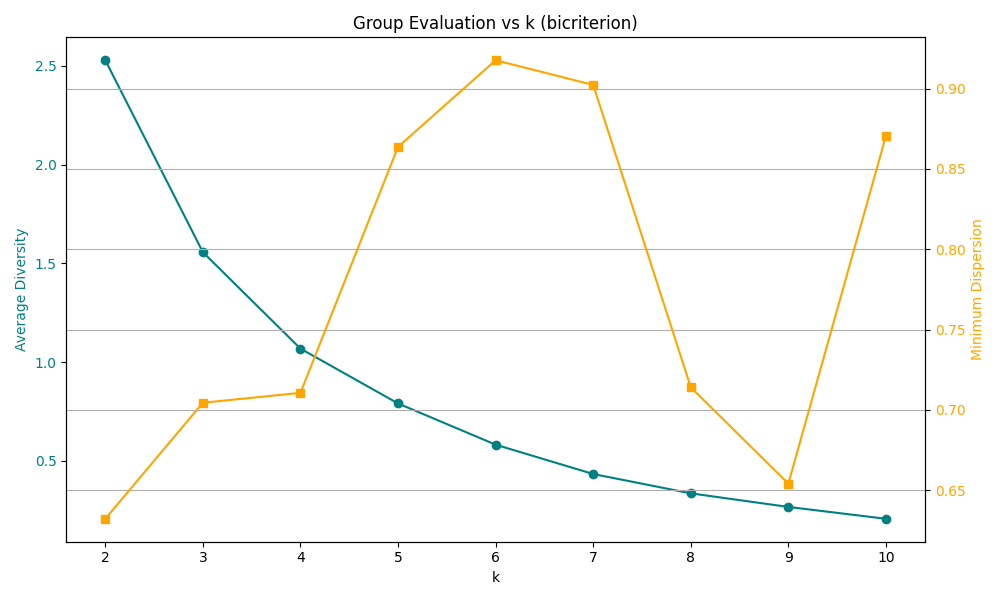 Group Evaluation vs k (bicriterion)
Average Diversity
2.5
2.0
1.5
1.0
0.5
0.90
0.85
0.80
0.75
0.70
0.65
Minimum Dispersion
2 3 4 5 6 7 8 9 10
k